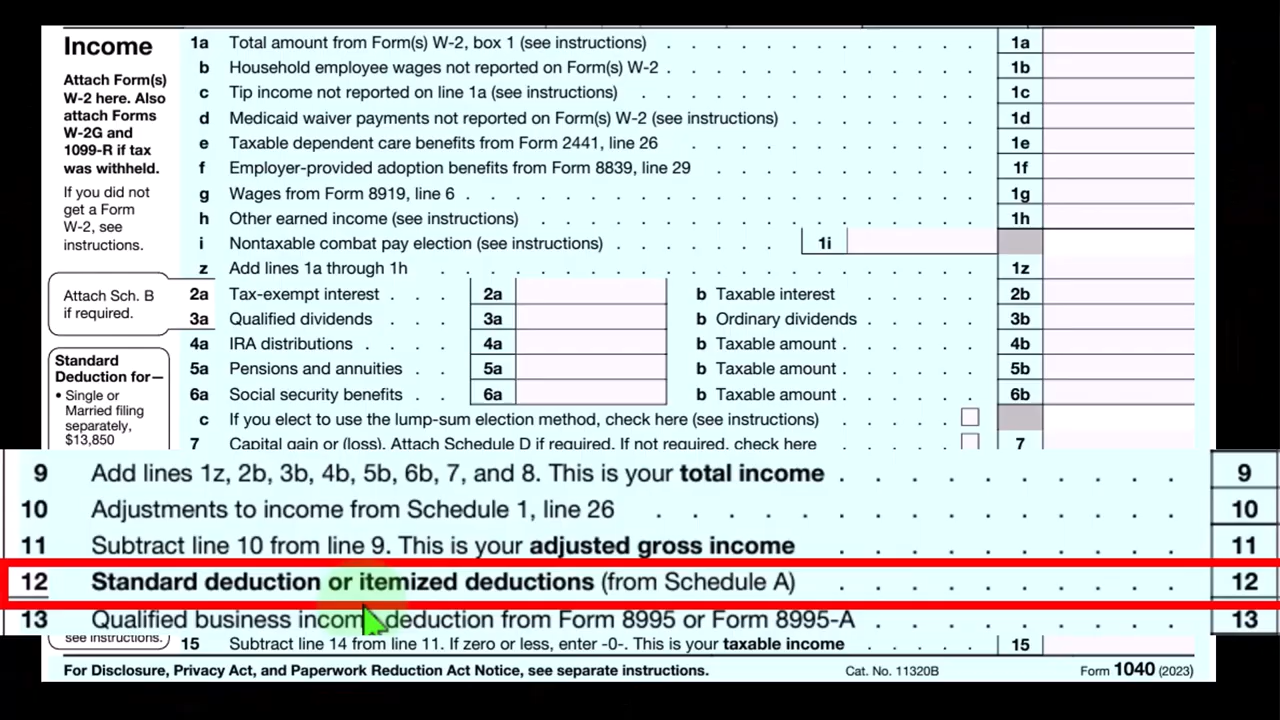 Income
Attach Form(s)
W-2 here. Also
attach Forms
W-2G and
1099-R if tax
was withheld.
If you did not
get a Form
W-2, see
instructions.
1a Total amount from Form(s) W-2, box 1 (see instructions) . . . . . . . . . . . . . 1a
b Household employee wages not reported on Form(s) W-2 . . . . . . . . . . . . . 1b
c Tip income not reported on line 1a (see instructions) . . . . . . . . . . . . . . 1c
d Medicaid waiver payments not reported on Form(s) W-2 (see instructions) . . . . . . . . 1d
e Taxable dependent care benefits from Form 2441, line 26 . . . . . . . . . . . . 1e
f Employer-provided adoption benefits from Form 8839, line 29 . . . . . . . . . . . 1f
g Wages from Form 8919, line 6 . . . . . . . . . . . . . . . . . . . . . 1g
h Other earned income (see instructions) . . . . . . . . . . . . . . . . . . 1h
i Nontaxable combat pay election (see instructions) . . . . . . . 1i
z Add lines 1a through 1h . . . . . . . . . . . . . . . . . . . . . . 1z
Attach Sch. B
if required.
2a Tax-exempt interest . . . 2a b Taxable interest . . . . . 2b
3a Qualified dividends . . . 3a b Ordinary dividends . . . . . 3b
4a IRA distributions . . . . 4a b Taxable amount . . . . . . 4b
5a Pensions and annuities . . 5a b Taxable amount . . . . . . 5b
6a Social security benefits . . 6a b Taxable amount . . . . . . 6b
Standard
Deduction for—
• Single or
Married filing
separately,
$13,850
c If you elect to use the lump-sum election method, check here (see instructions) . . . . .
7 Capital gain or (loss). Attach Schedule D if required. If not required, check here . . . . . 7
9 Add lines 1z, 2b, 3b, 4b, 5b, 6b, 7, and 8. This is your total income . . . . . . . . . . 9
10 Adjustments to income from Schedule 1, line 26 . . . . . . . . . . . . . . . 10
11 Subtract line 10 from line 9. This is your adjusted gross income . . . . . . . . . . 11
12 Standard deduction or itemized deductions (from Schedule A) . . . . . . . . . . 12
13 Qualified business income deduction from Form 8995 or Form 8995-A . . . . . . . . . 13
see instructions.
15 Subtract line 14 from line 11. If zero or less, enter -0-. This is your taxable income . . . . . 15
For Disclosure, Privacy Act, and Paperwork Reduction Act Notice, see separate instructions. Cat. No. 11320B Form 1040 (2023)